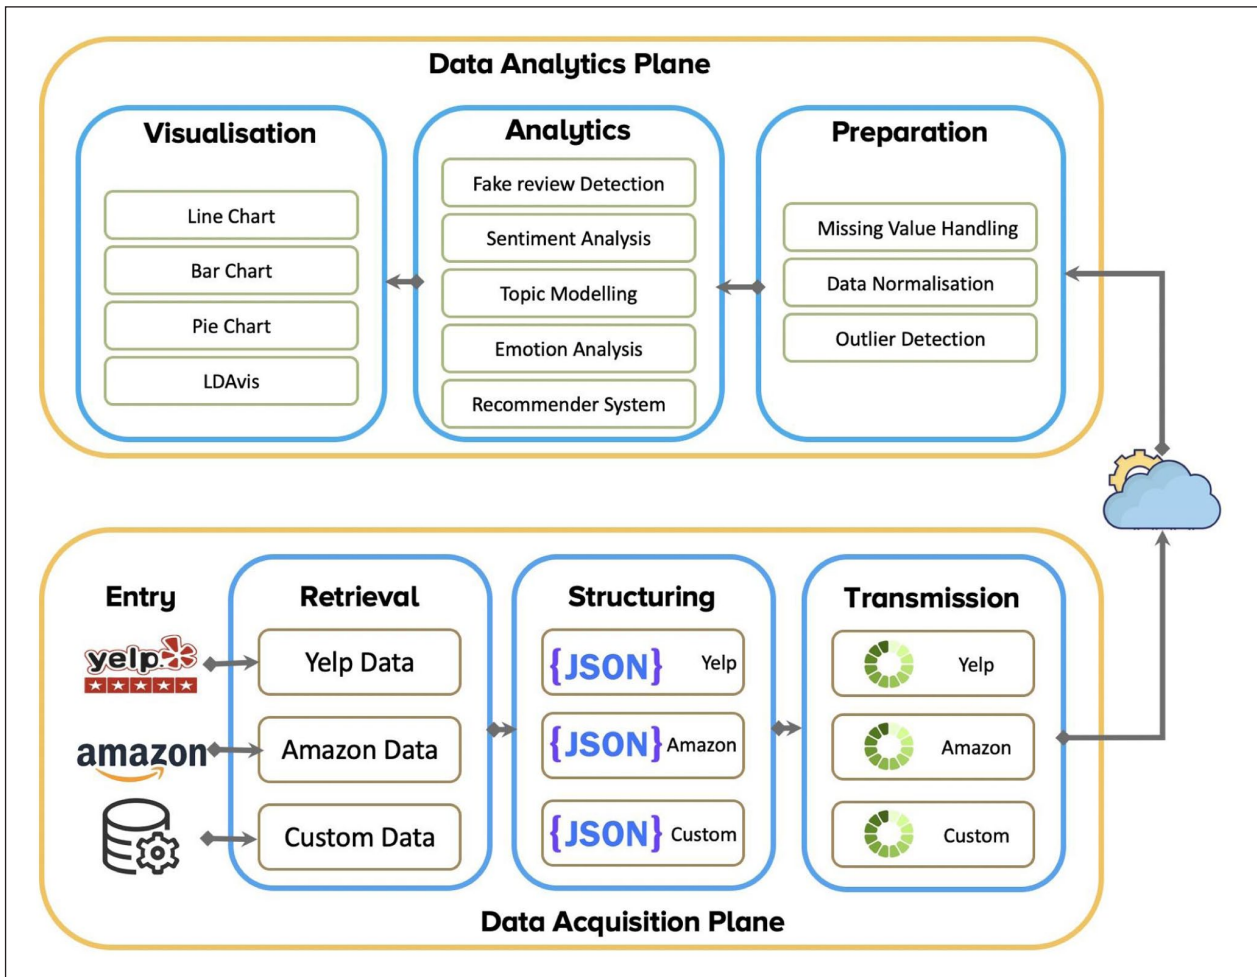 Data Analytics Plane
Visualisation
Line Chart
Bar Chart
Pie Chart
LDAvis
Analytics
Fake review Detection
Sentiment Analysis
Topic Modelling
Emotion Analysis
Recommender System
Preparation
Missing Value Handling
Data Normalisation
Outlier Detection
Entry
yelp
amazon
Retrieval
Yelp Data
Amazon Data
Custom Data
Structuring
{JSON} Yelp
{JSON} Amazon
{JSON} Custom
Transmission
Yelp
Amazon
Custom
Data Acquisition Plane